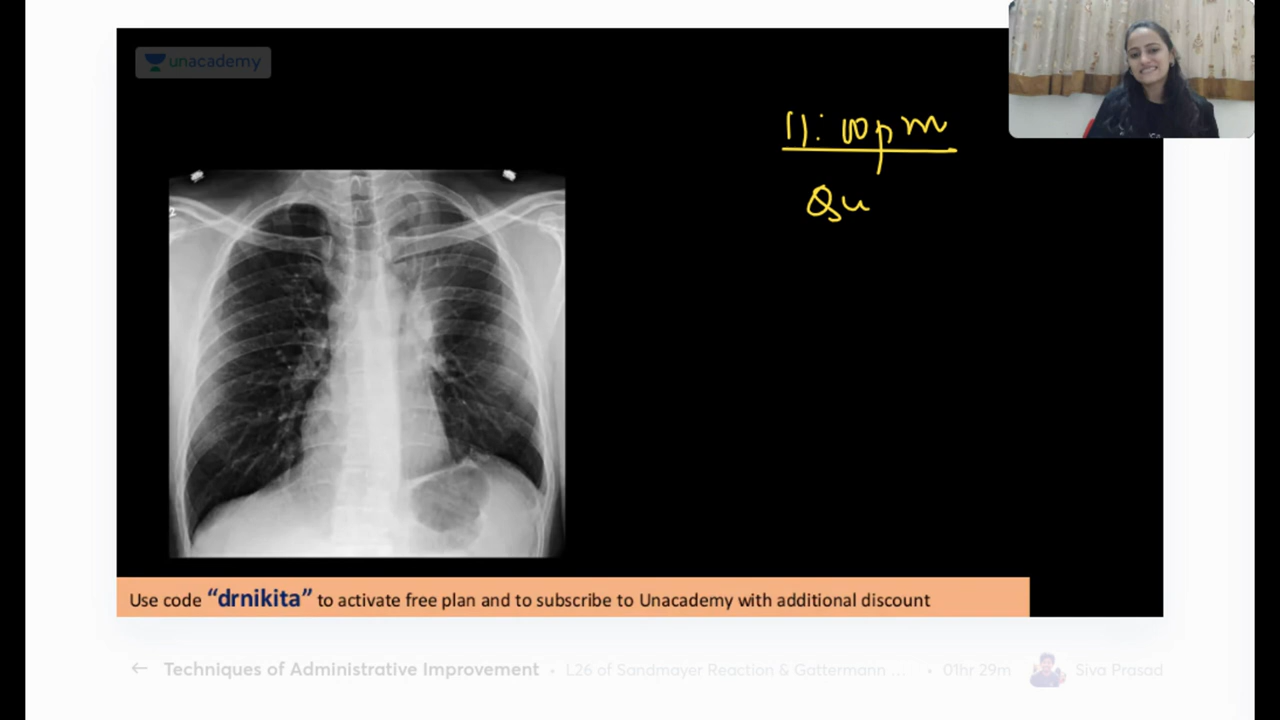 unacademy
11:00pm
Qu
Use code “drnikita” to activate free plan and to subscribe to Unacademy with additional discount
← Techniques of Administrative Improvement • L26 of Sandmayer Reaction & Gattermann ... • 01hr 29m Siva Prasad